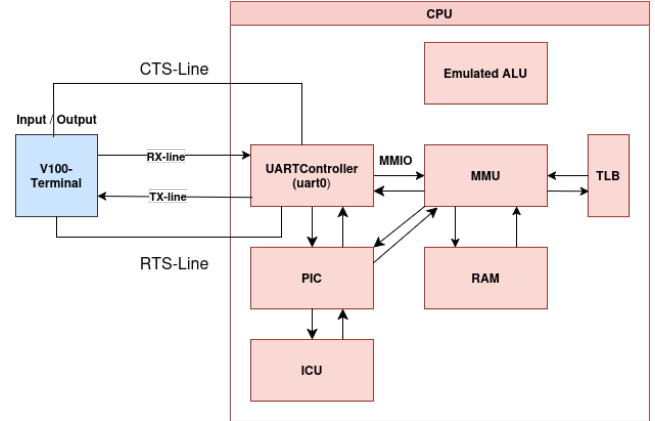 CPU
CTS-Line
Emulated ALU
Input / Output
V100-
Terminal
RX-line
TX-line
UARTController
(uart0)
MMIO
MMU
TLB
RTS-Line
PIC
RAM
ICU